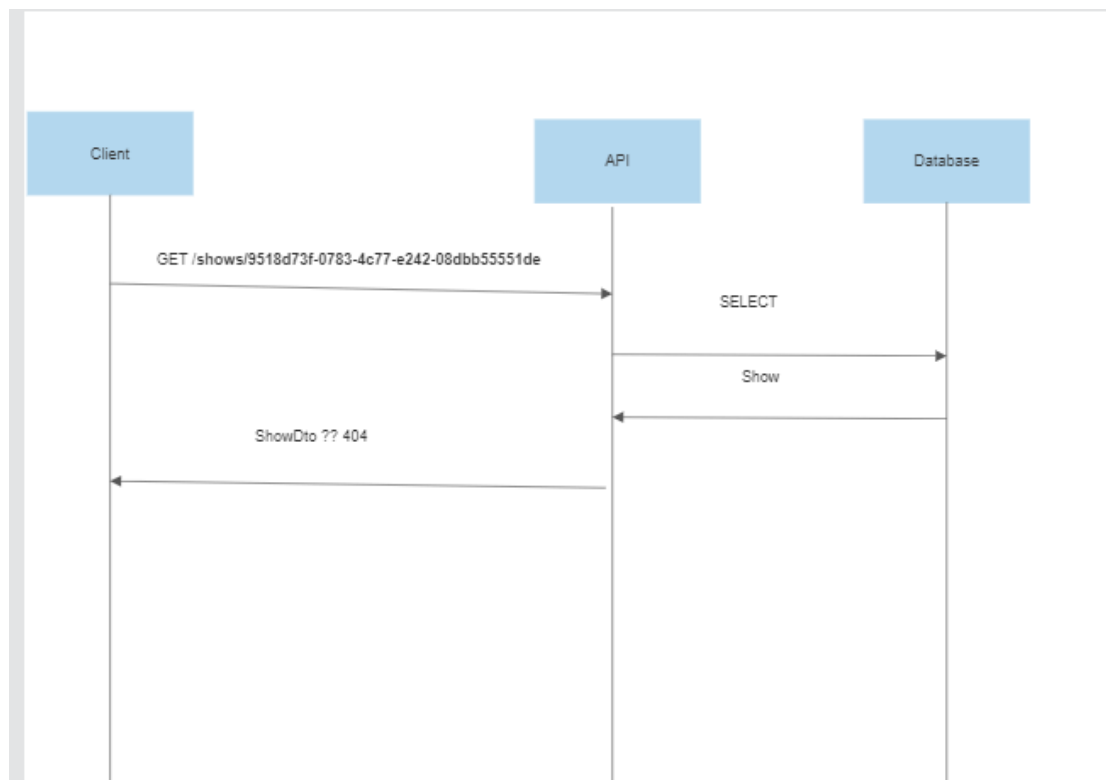 Client
API
Database
GET /shows/9518d73f-0783-4c77-e242-08dbb55551de
SELECT
Show
ShowDto ?? 404